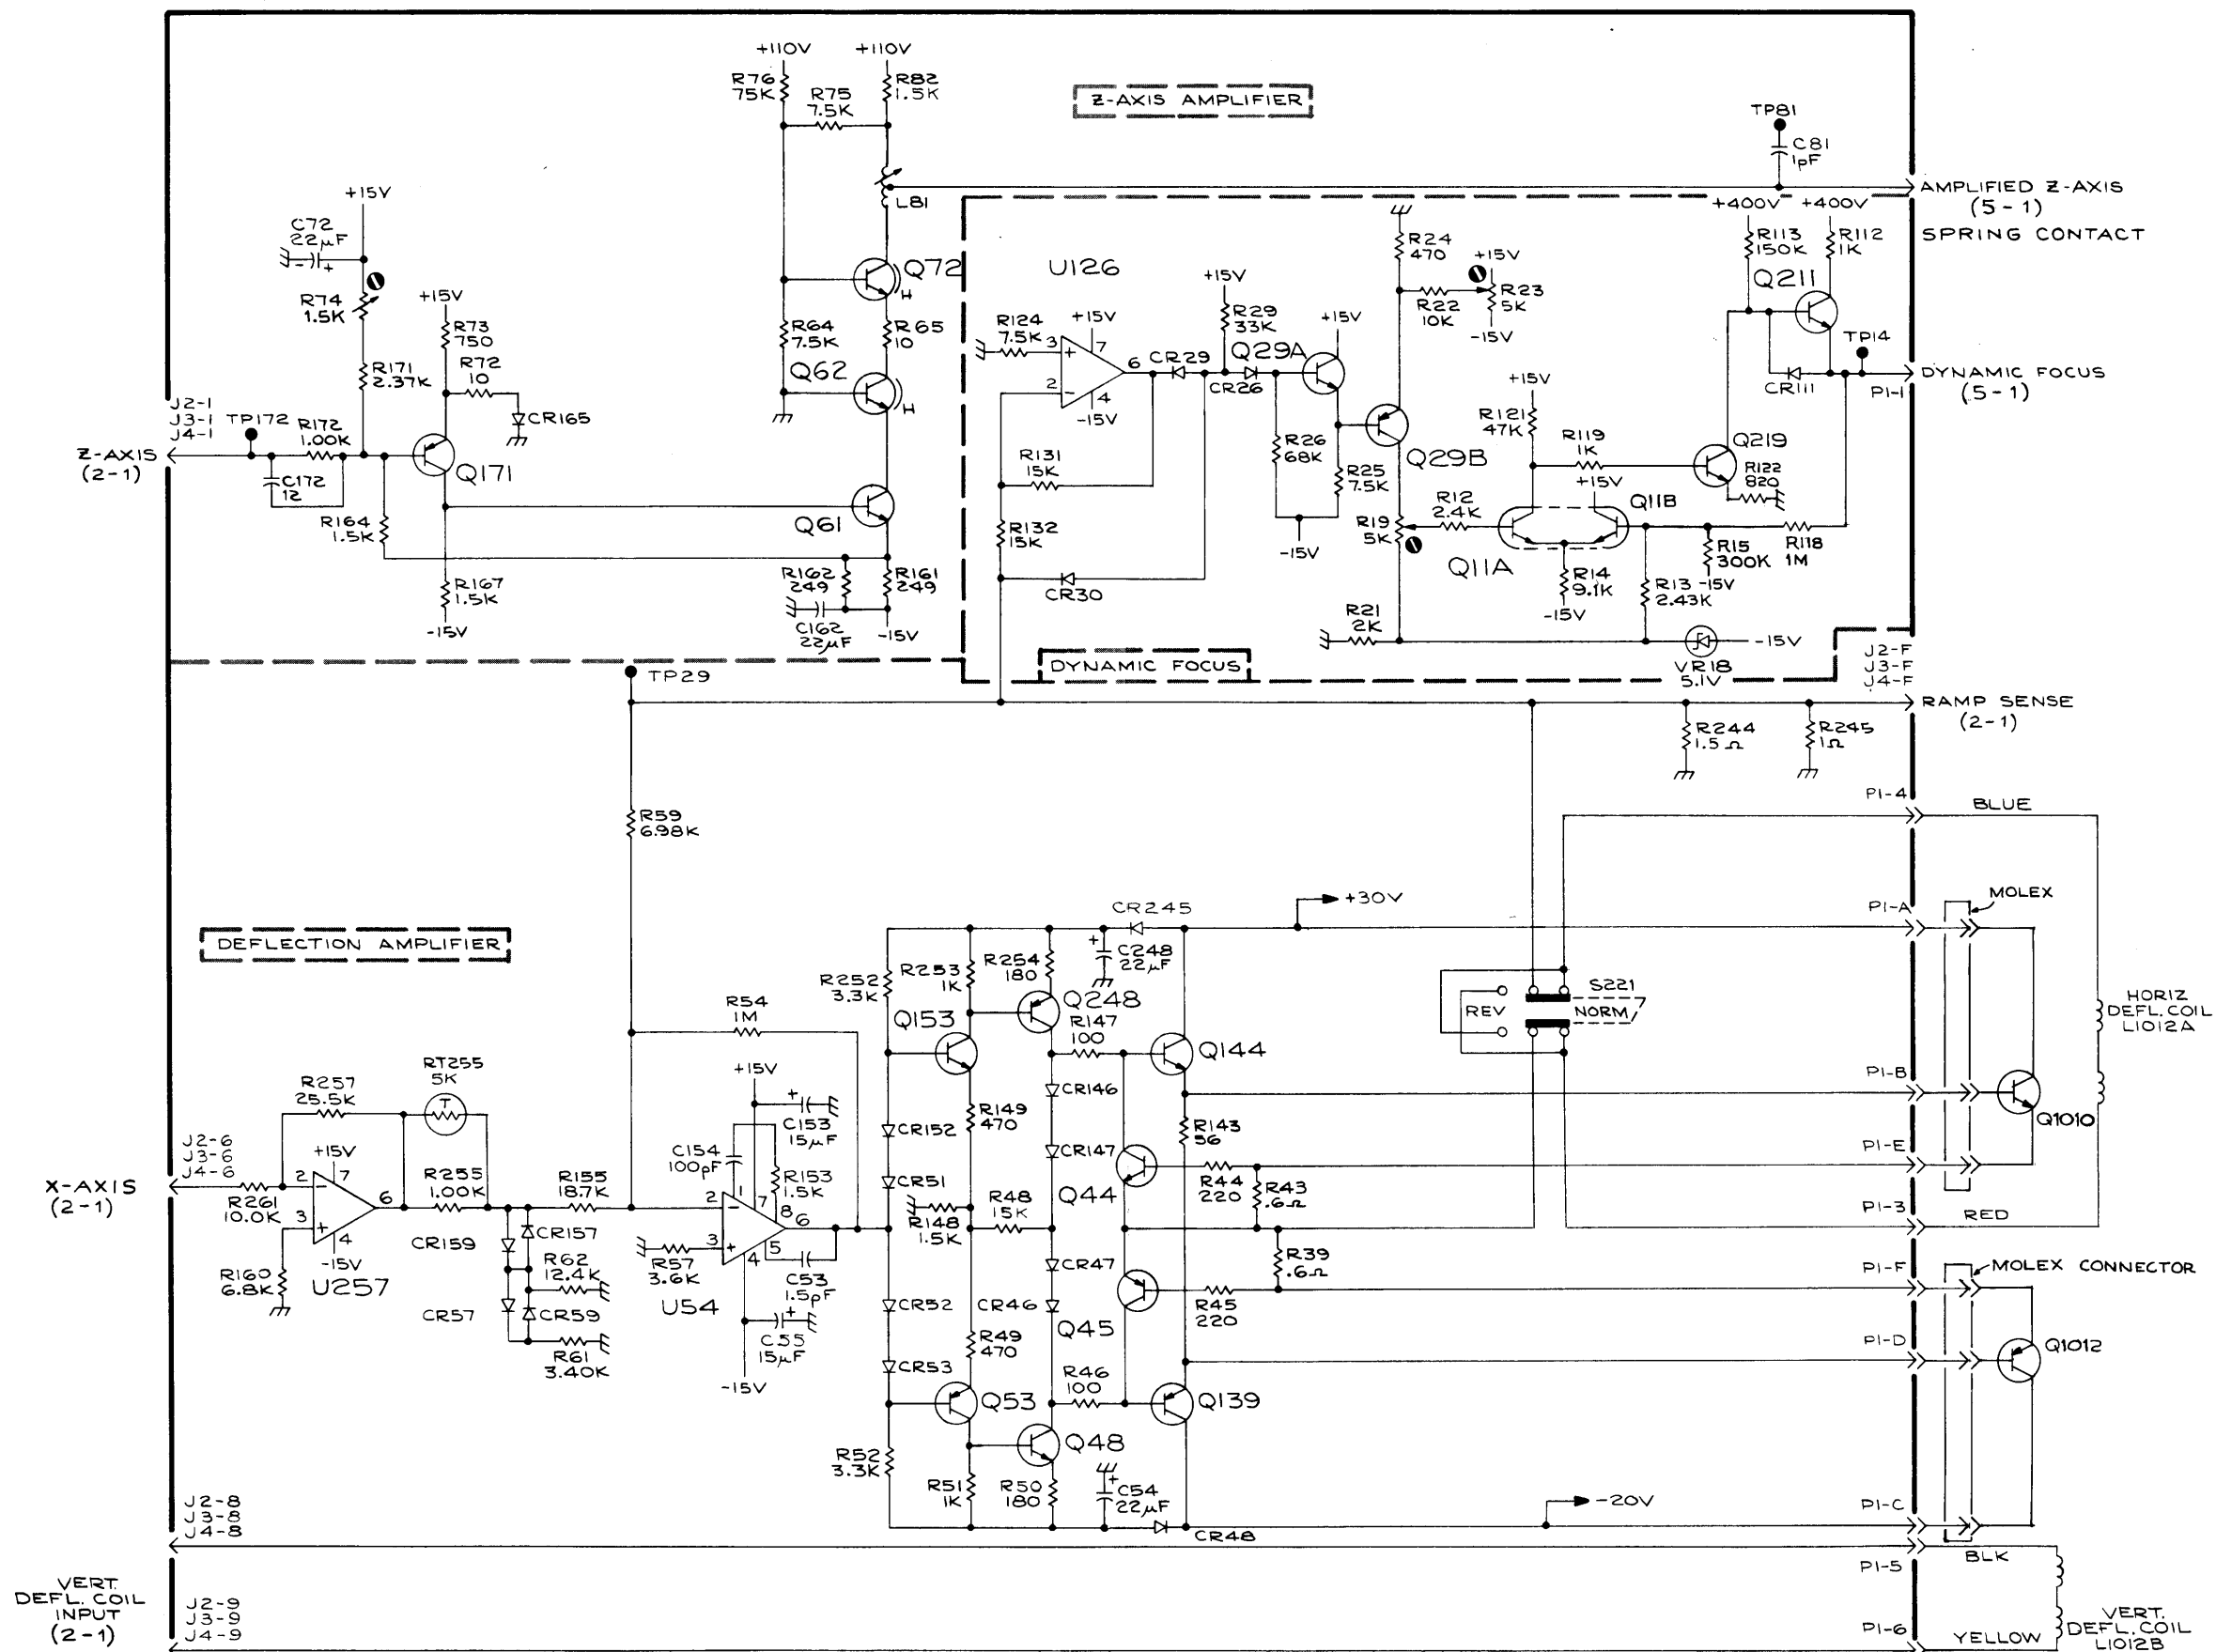 +110V +110V
R76
75K
R75
7.5K
R82
1.5K
Z-AXIS AMPLIFIER
TP81
C81
1pF
L81
AMPLIFIED Z-AXIS
(5-1)
SPRING CONTACT
+15V
C72
22µF
- +
R74
1.5K
+15V
R73
750
R72
10
R171
2.37K
CR165
J2-1
J3-1
J4-1
TP172
R172
1.00K
Z-AXIS
(2-1)
C172
12
Q171
R164
1.5K
R167
1.5K
-15V
Q72
H
R64
7.5K
R65
10
Q62
H
Q61
R162
249
R161
249
C162
22µF
-15V
U126
R124
7.5K
+15V
3
+
7
6
2
-
4
-15V
CR29
+15V
R29
33K
Q29A
CR26
+15V
R131
15K
R132
15K
CR30
R26
68K
R25
7.5K
-15V
R24
470
R22
10K
+15V
R23
5K
-15V
Q29B
R19
5K
R12
2.4K
+15V
R121
47K
R119
1K
+15V
Q11B
Q11A
R14
9.1K
-15V
R13
2.43K
R15
300K
-15V
R118
1M
R21
2K
VR18
5.1V
-15V
+400V +400V
R113
150K
R112
1K
Q211
TP14
CR111
P1-1
DYNAMIC FOCUS
(5-1)
Q219
R122
820
DYNAMIC FOCUS
J2-F
J3-F
J4-F
TP29
RAMP SENSE
(2-1)
R244
1.5Ω
R245
1Ω
R59
6.98K
P1-4
BLUE
DEFLECTION AMPLIFIER
CR245
+30V
P1-A
MOLEX
+
C248
22µF
R252
3.3K
R253
1K
R254
180
Q248
Q153
R147
100
Q144
S221
REV
NORM
HORIZ
DEFL. COIL
L1012A
R54
1M
RT255
5K
T
R257
25.5K
+15V
+
C153
15µF
C154
100pF
R153
1.5K
CR152
R149
470
CR146
CR147
R143
56
P1-B
Q1010
P1-E
J2-6
J3-6
J4-6
X-AXIS
(2-1)
R261
10.0K
+15V
2
-
7
6
3
+
4
-15V
U257
R160
6.8K
R255
1.00K
R155
18.7K
CR159
CR157
R62
12.4K
CR57
CR59
R61
3.40K
2
-
1
7
8
6
3
+
4
5
R57
3.6K
U54
C53
1.5pF
+
C55
15µF
-15V
CR51
R148
1.5K
R48
15K
Q44
R44
220
R43
.6Ω
P1-3
RED
R39
.6Ω
CR47
P1-F
MOLEX CONNECTOR
CR52
CR46
R45
220
Q45
R49
470
P1-D
Q1012
CR53
R46
100
Q53
Q139
Q48
R52
3.3K
R51
1K
R50
180
+
C54
22µF
CR48
-20V
P1-C
BLK
J2-8
J3-8
J4-8
P1-5
VERT.
DEFL. COIL
INPUT
(2-1)
J2-9
J3-9
J4-9
P1-6
YELLOW
VERT.
DEFL. COIL
L1012B